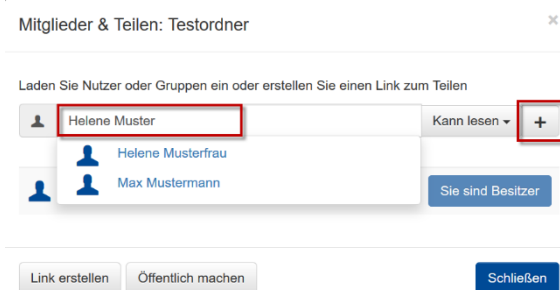 Mitglieder & Teilen: Testordner
×
Laden Sie Nutzer oder Gruppen ein oder erstellen Sie einen Link zum Teilen
Helene Muster Kann lesen +
Helene Musterfrau
Max Mustermann
Sie sind Besitzer
Link erstellen Öffentlich machen Schließen